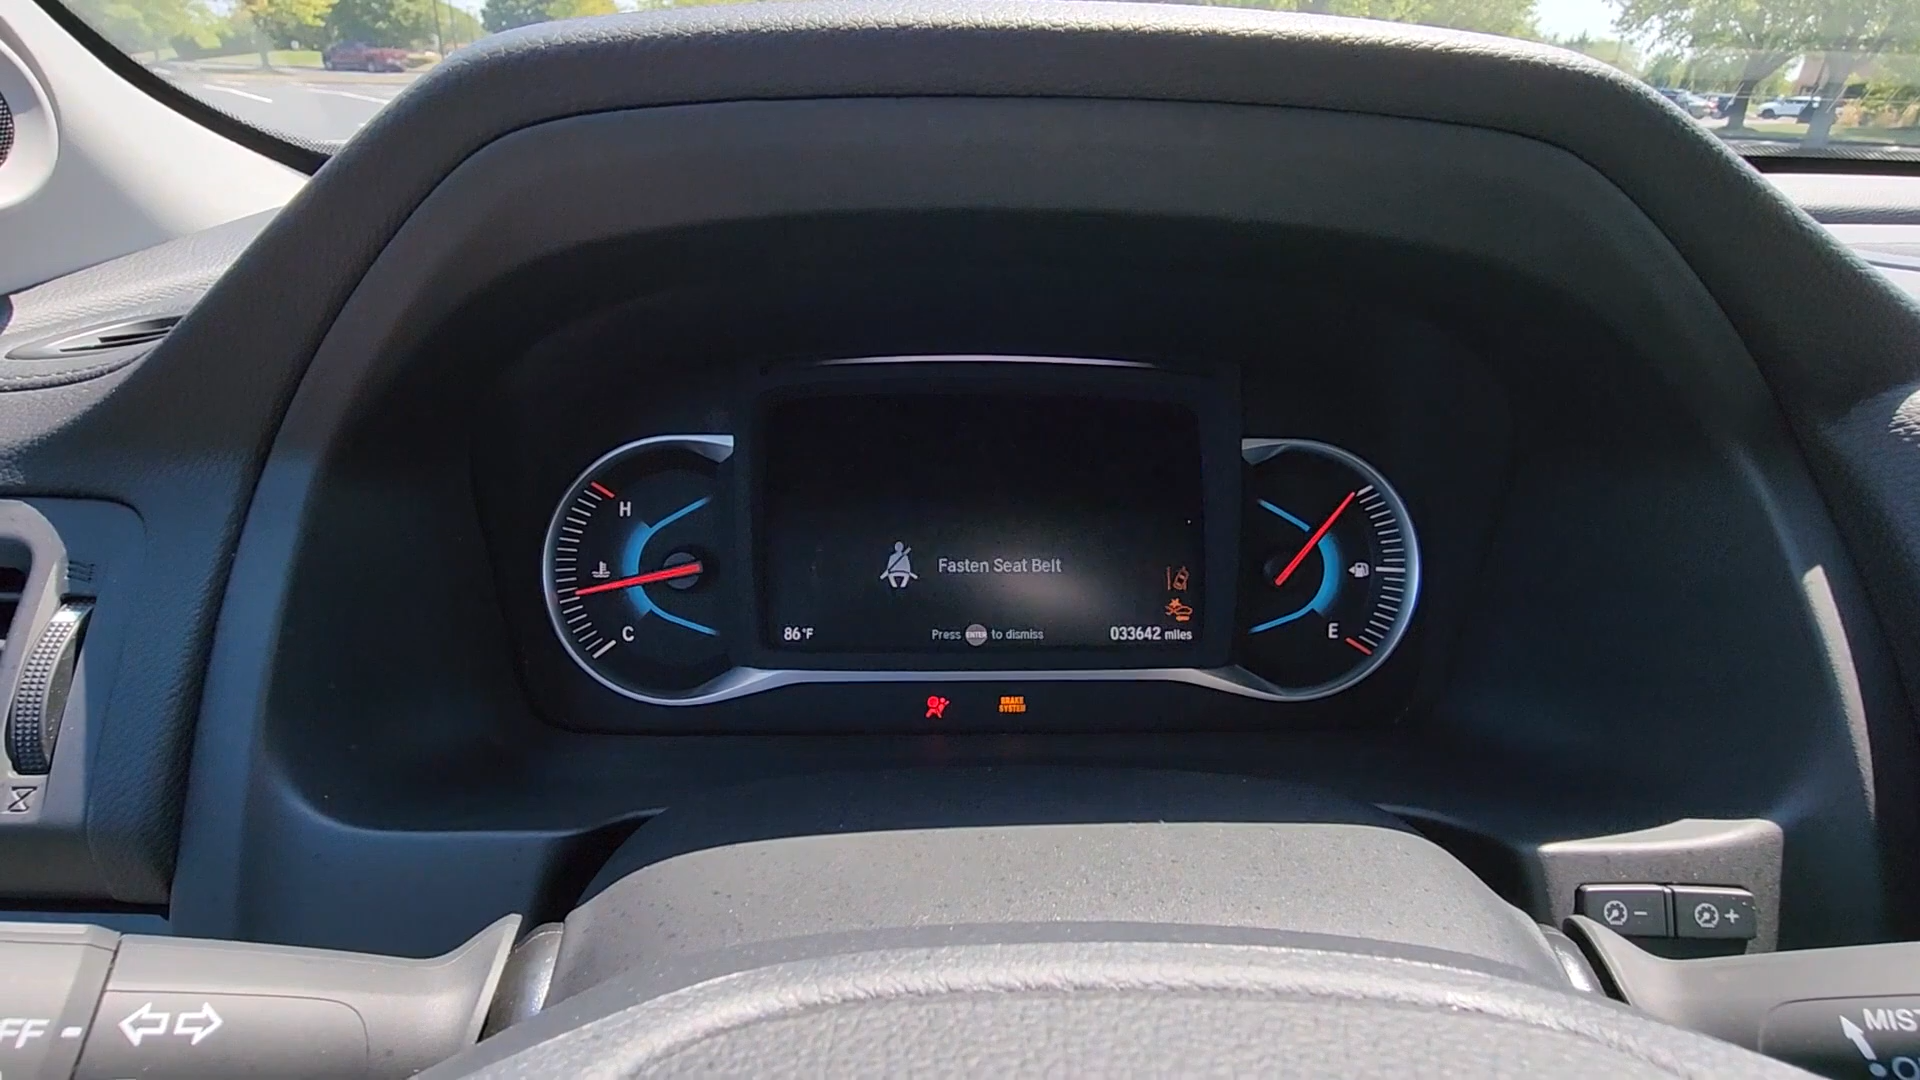 H
C
Fasten Seat Belt
86°F
Press ENTER to dismiss
033642 miles
E
BRAKE
SYSTEM
- +
FF -
MIST